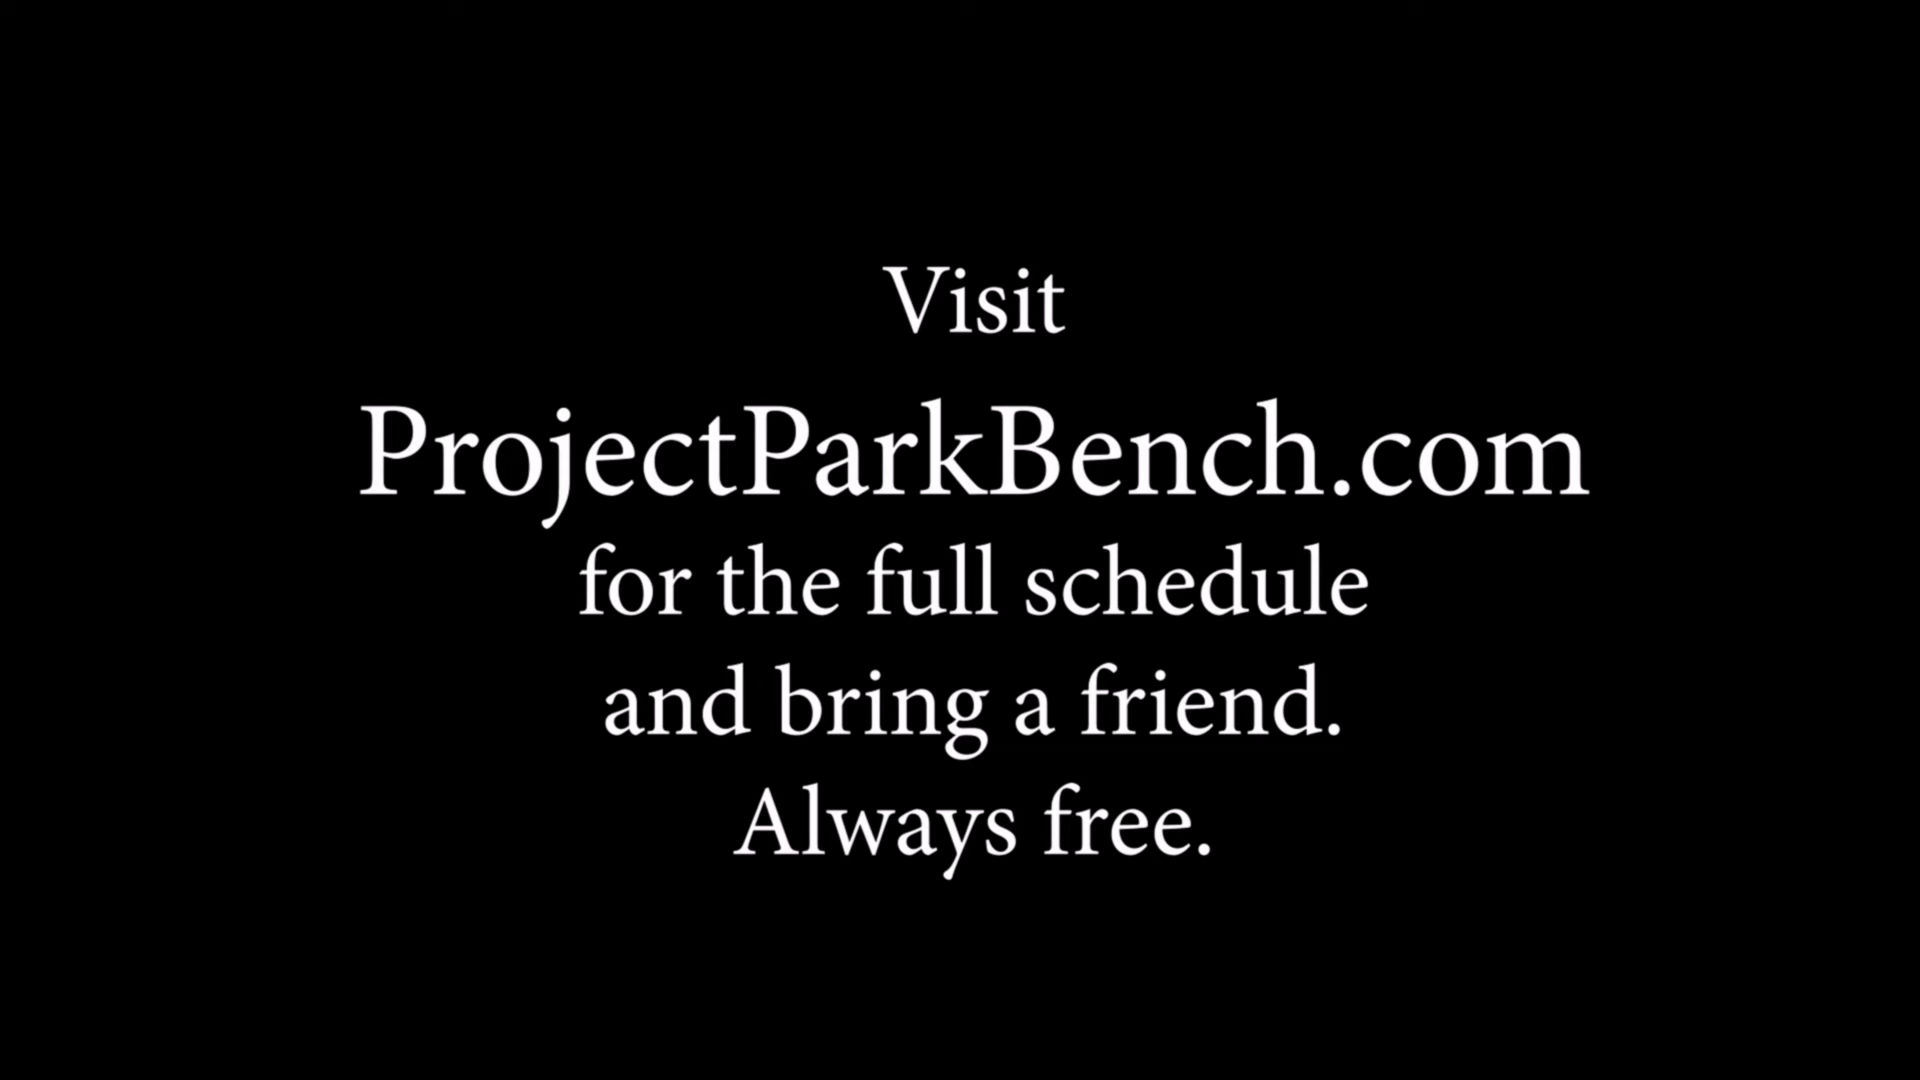 Visit
ProjectParkBench.com
for the full schedule
and bring a friend.
Always free.